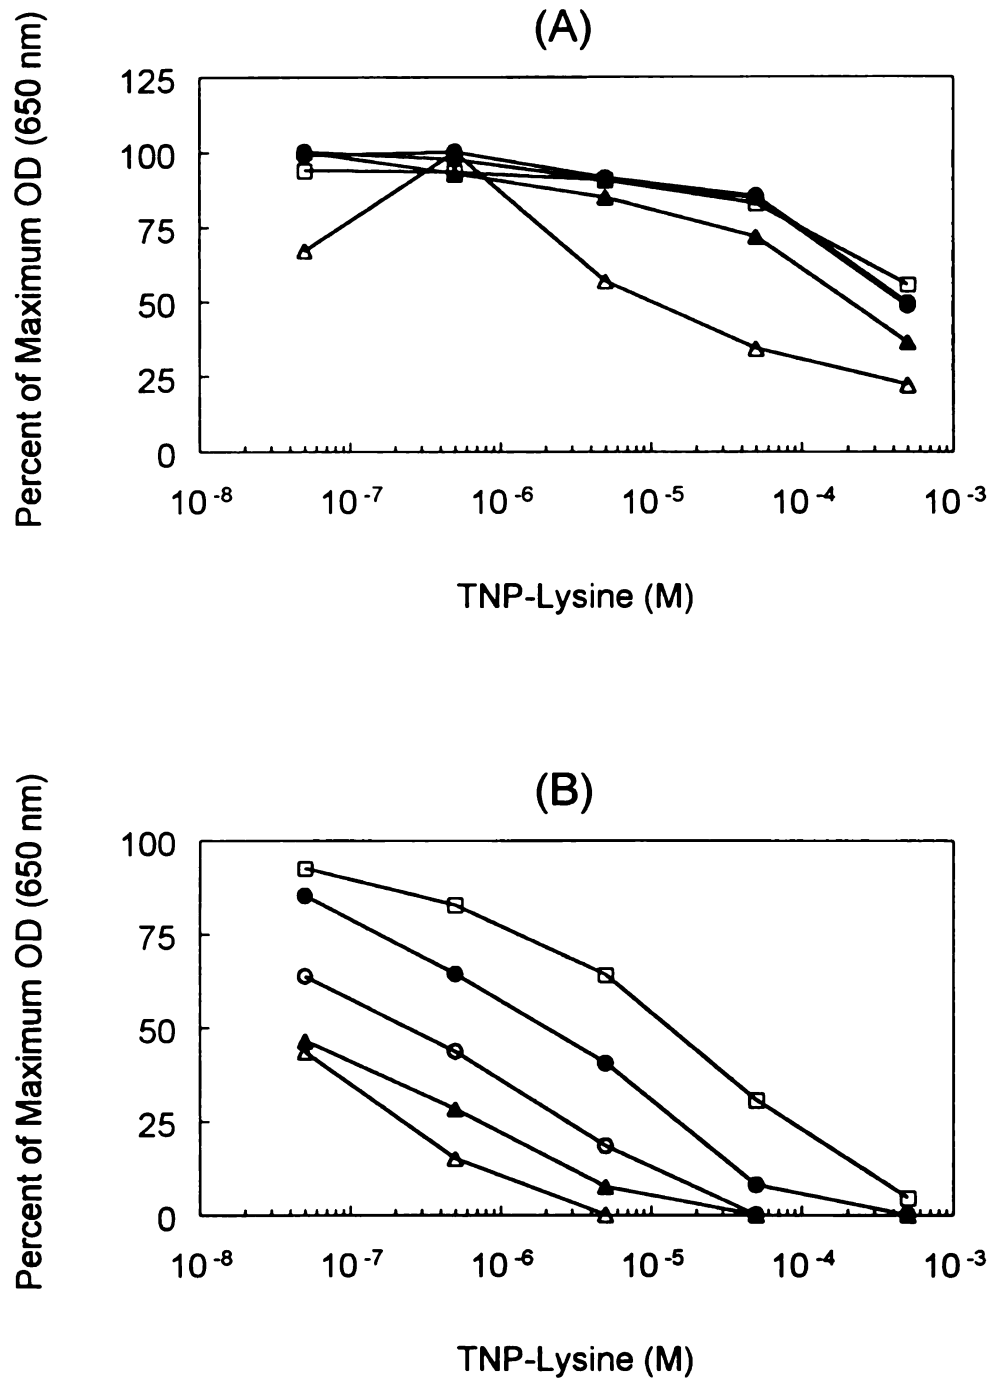 (A)
Percent of Maximum OD (650 nm)
125
100
75
50
25
0
10⁻⁸ 10⁻⁷ 10⁻⁶ 10⁻⁵ 10⁻⁴ 10⁻³
TNP-Lysine (M)
(B)
Percent of Maximum OD (650 nm)
100
75
50
25
0
10⁻⁸ 10⁻⁷ 10⁻⁶ 10⁻⁵ 10⁻⁴ 10⁻³
TNP-Lysine (M)